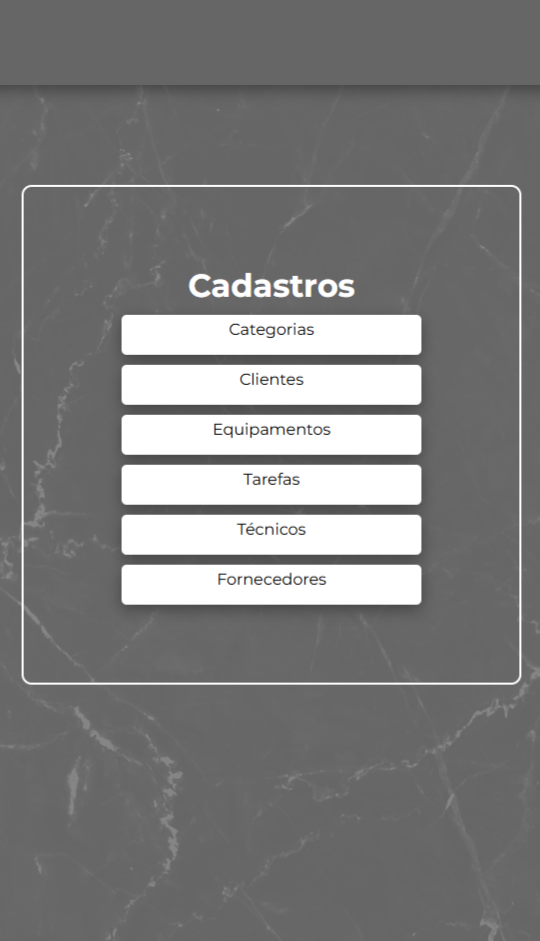 Cadastros
Categorias
Clientes
Equipamentos
Tarefas
Técnicos
Fornecedores